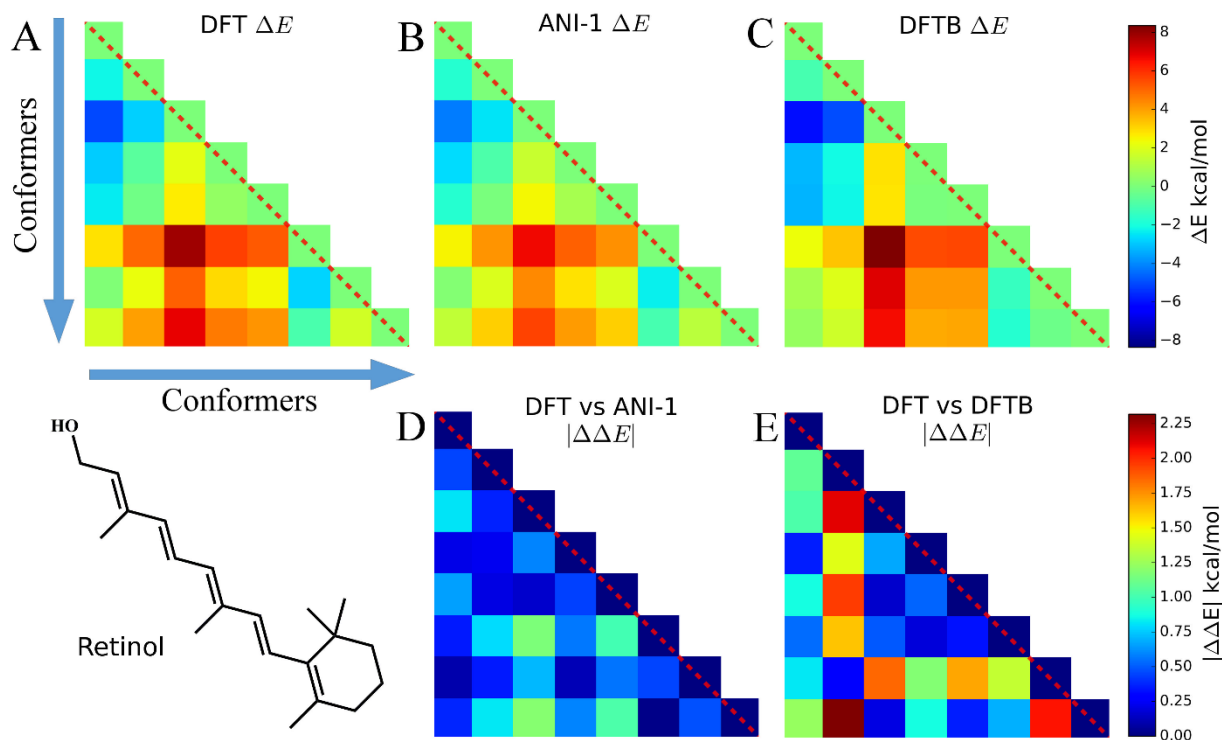 A
DFT ΔE
B
ANI-1 ΔE
C
DFTB ΔE
Conformers
8
6
4
2
0
−2
−4
−6
−8
ΔE kcal/mol
Conformers
HO
Retinol
D
DFT vs ANI-1
|ΔΔE|
E
DFT vs DFTB
|ΔΔE|
2.25
2.00
1.75
1.50
1.25
1.00
0.75
0.50
0.25
0.00
|ΔΔE| kcal/mol